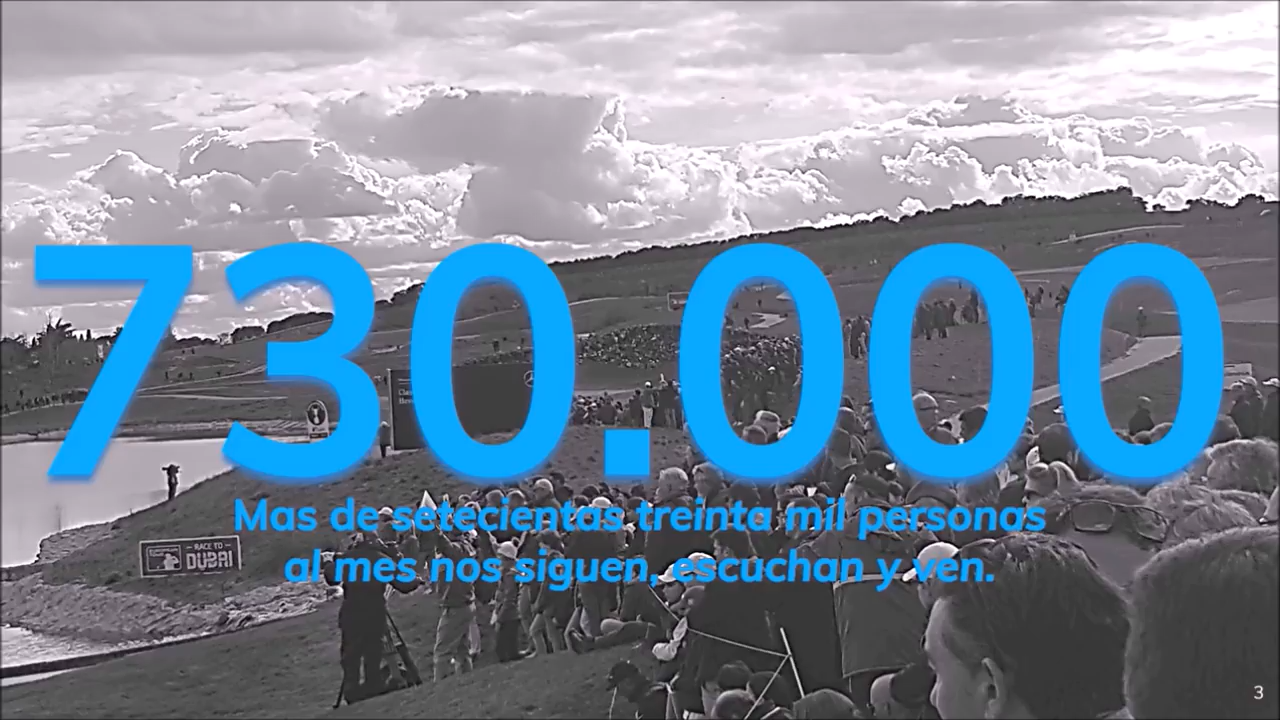 730.000
Mas de setecientas treinta mil personas
al mes nos siguen, escuchan y ven.
RACE TO
DUBAI
3